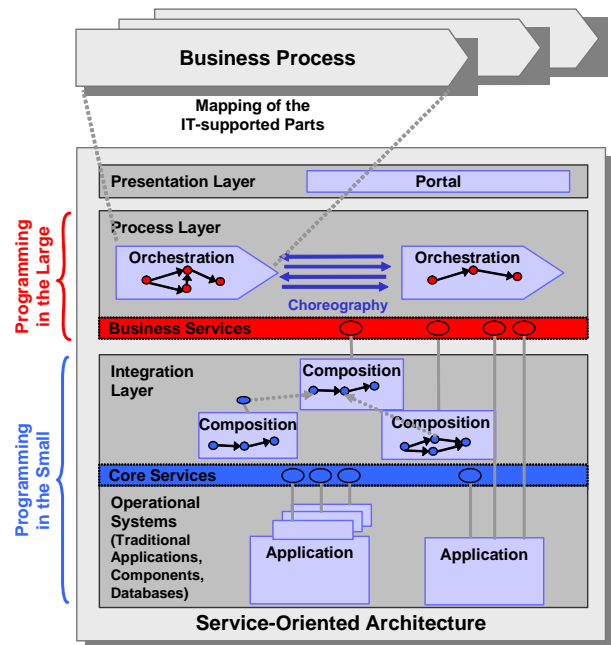 Business Process
Mapping of the
IT-supported Parts
Presentation Layer
Portal
Programming
in the Large
Process Layer
Orchestration
Orchestration
Choreography
Business Services
Programming
in the Small
Integration
Layer
Composition
Composition
Composition
Core Services
Operational
Systems
(Traditional
Applications,
Components,
Databases)
Application
Application
Service-Oriented Architecture